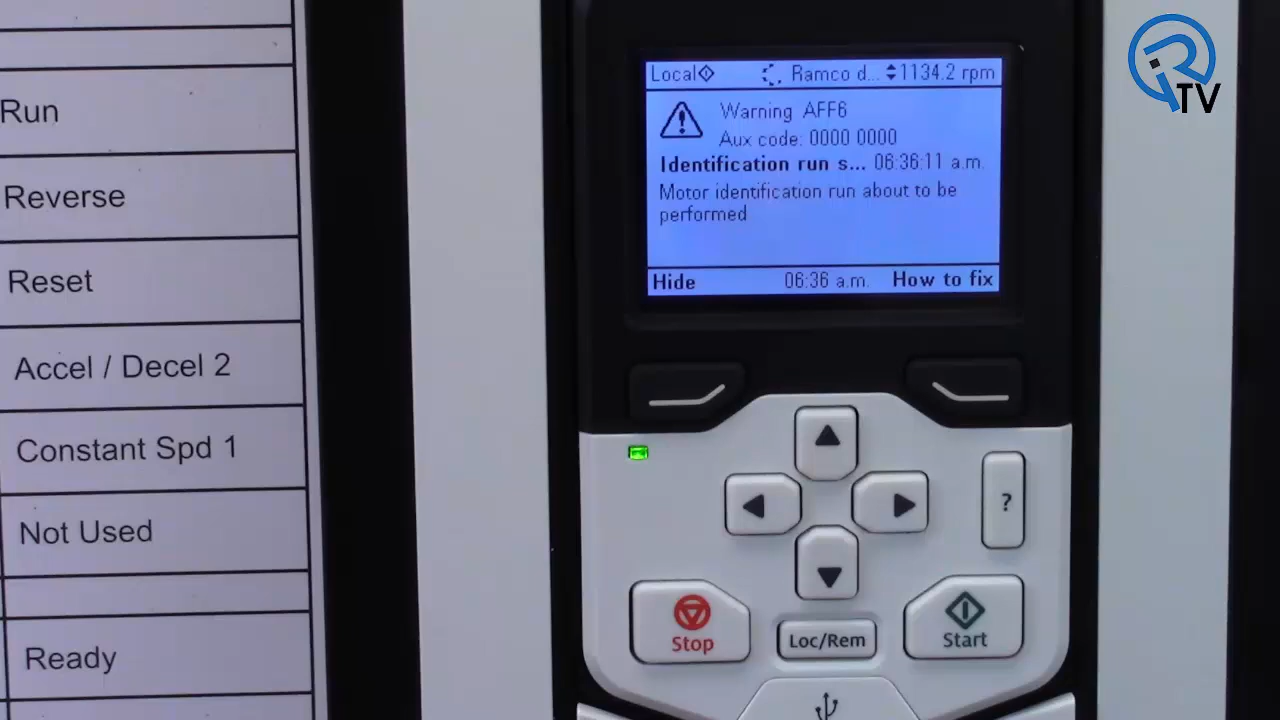 Run
Reverse
Reset
Accel / Decel 2
Constant Spd 1
Not Used
Ready
Local Ramco d... 1134.2 rpm
Warning AFF6
Aux code: 0000 0000
Identification run s... 06:36:11 a.m.
Motor identification run about to be
performed
Hide 06:36 a.m. How to fix
?
Stop Loc/Rem Start
R TV